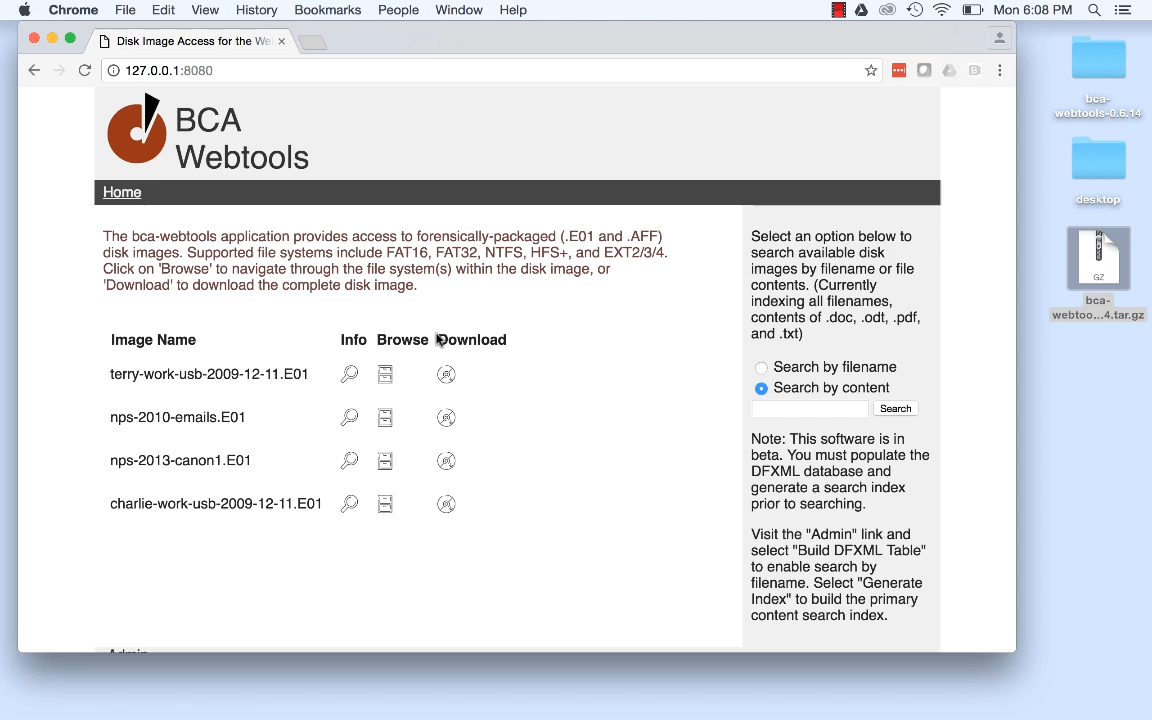 Chrome File Edit View History Bookmarks People Window Help Mon 6:08 PM
Disk Image Access for the We
127.0.0.1:8080
BCA
Webtools
Home
The bca-webtools application provides access to forensically-packaged (.E01 and .AFF)
disk images. Supported file systems include FAT16, FAT32, NTFS, HFS+, and EXT2/3/4.
Click on 'Browse' to navigate through the file system(s) within the disk image, or
'Download' to download the complete disk image.
Image Name Info Browse Download
terry-work-usb-2009-12-11.E01
nps-2010-emails.E01
nps-2013-canon1.E01
charlie-work-usb-2009-12-11.E01
Select an option below to
search available disk
images by filename or file
contents. (Currently
indexing all filenames,
contents of .doc, .odt, .pdf,
and .txt)
Search by filename
Search by content
Search
Note: This software is in
beta. You must populate the
DFXML database and
generate a search index
prior to searching.
Visit the "Admin" link and
select "Build DFXML Table"
to enable search by
filename. Select "Generate
Index" to build the primary
content search index.
Admin
bca-
webtools-0.6.14
desktop
GZ
bca-
webtoo...4.tar.gz